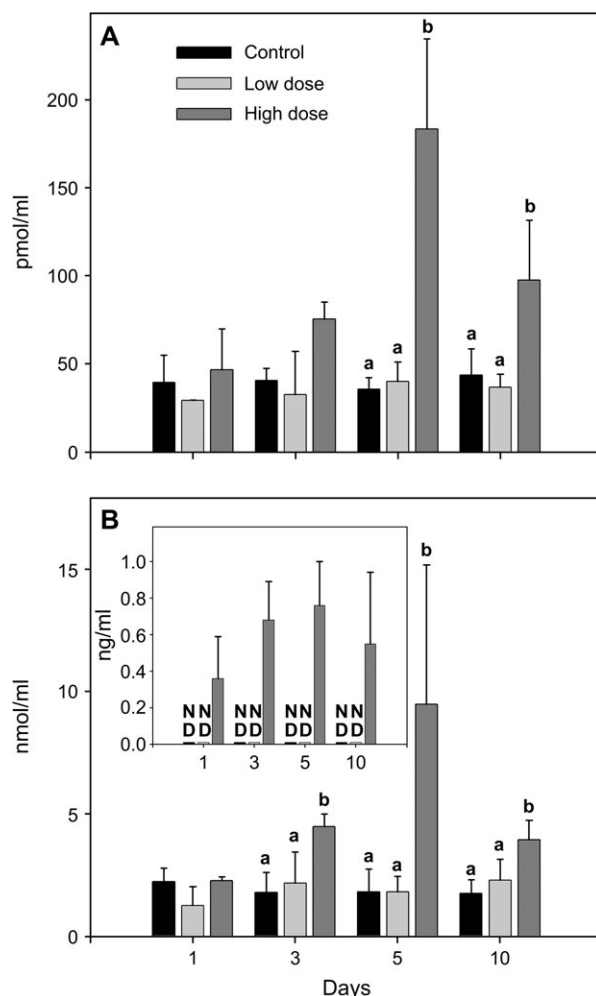 A
Control
Low dose
High dose
b
b
200
150
pmol/ml
100
50
a a
a a
0
B
b
15
1.0
0.8
ng/ml
0.6
0.4
0.2
0.0
N N N N N N N N
D D D D D D D D
1 3 5 10
nmol/ml
10
5
a a b
a a
a a b
0
1 3 5 10
Days